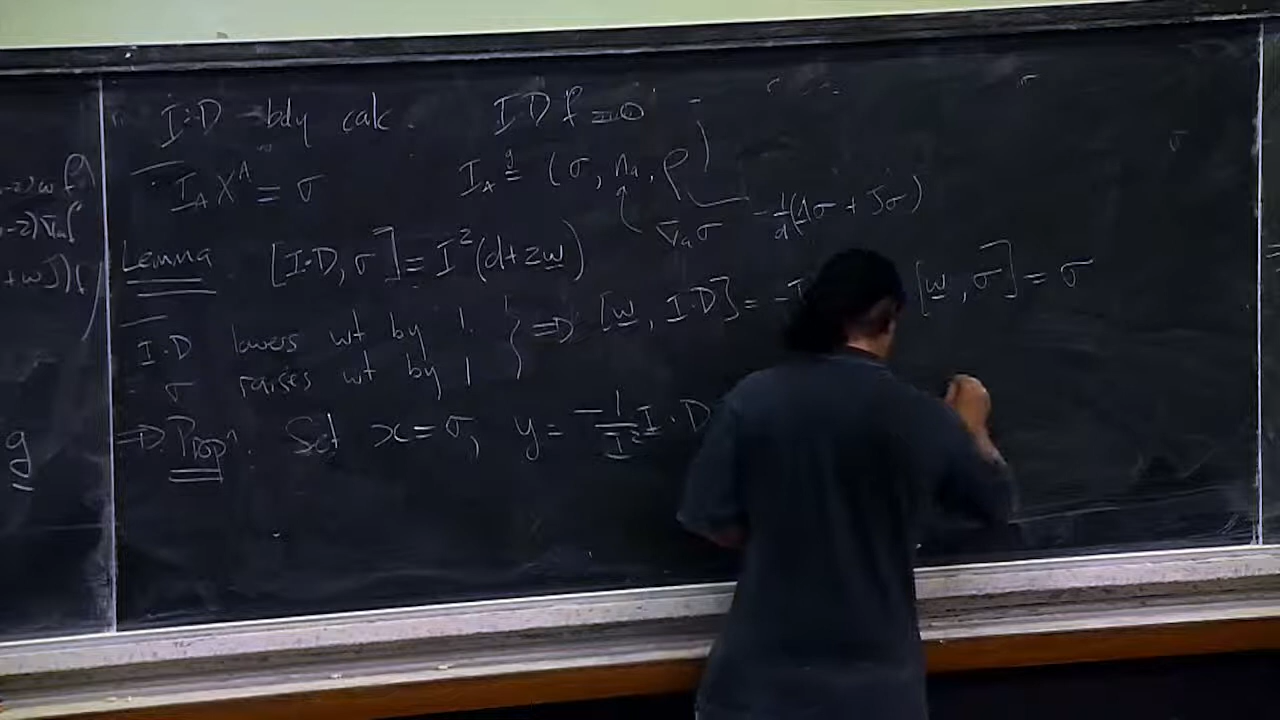 I·D - bdy calc. I·D f = 0
I_A X^A = σ I_A =^g (σ, n_a, ρ)
∇_a σ -1/d(Δσ + Jσ)
Lemma [I·D, σ] = I²(d+2w)
I·D lowers wt by 1.
σ raises wt by 1
} ⇒ [w, I·D] = -I [w, σ] = σ
⇒ Propn. Set x = σ, y = -1/I² I·D
g